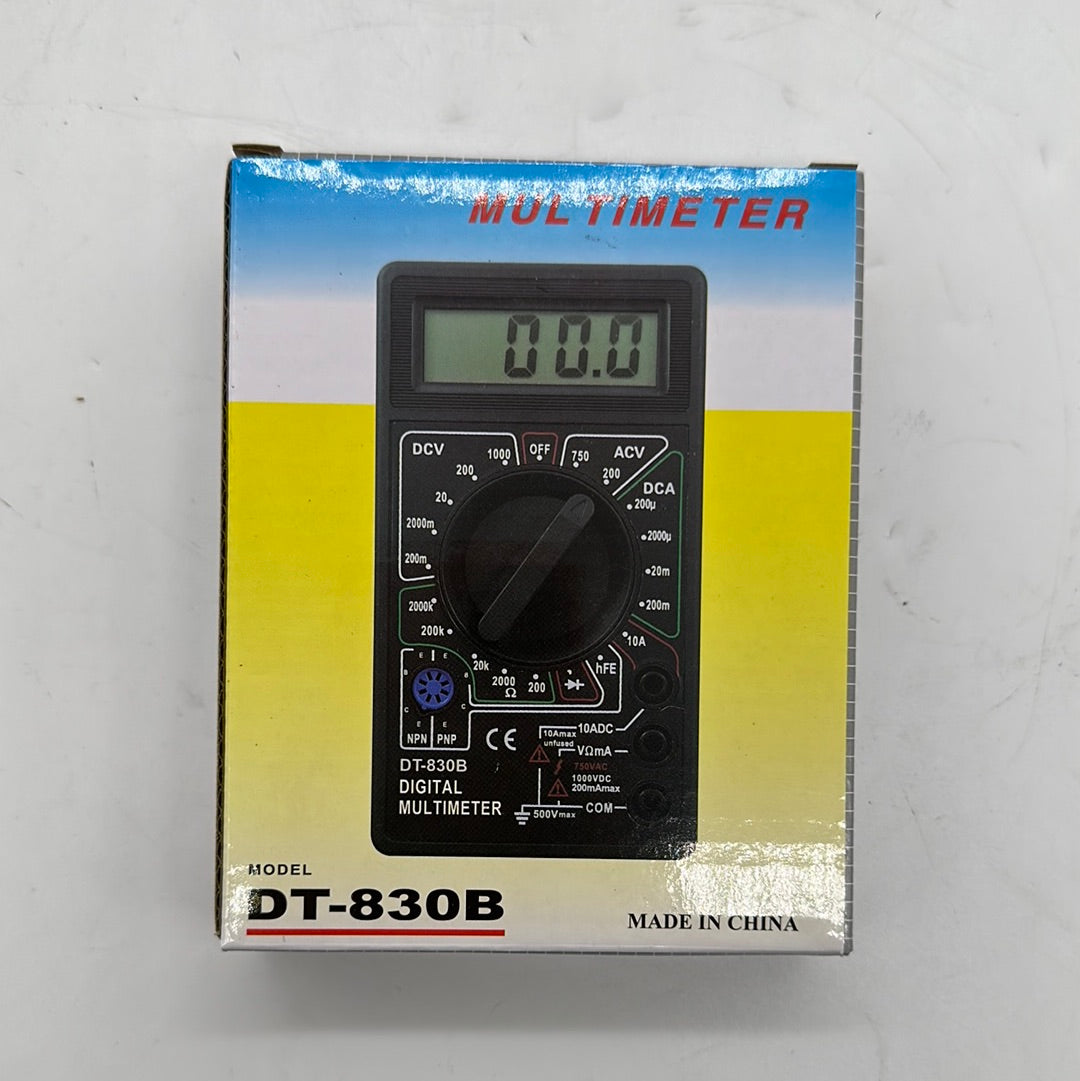 MULTIMETER
00.0
DCV 1000 OFF 750 ACV
200 200 DCA
20 200µ
2000m 2000µ
200m 20m
2000k 200m
200k 10A
20k 2000 Ω 200 hFE
E E
B B
C C
E E
NPN PNP
CE
10Amax 10ADC
unfused VΩmA
DT-830B 750VAC
DIGITAL 1000VDC
MULTIMETER 200mAmax
500Vmax COM
MODEL
DT-830B
MADE IN CHINA